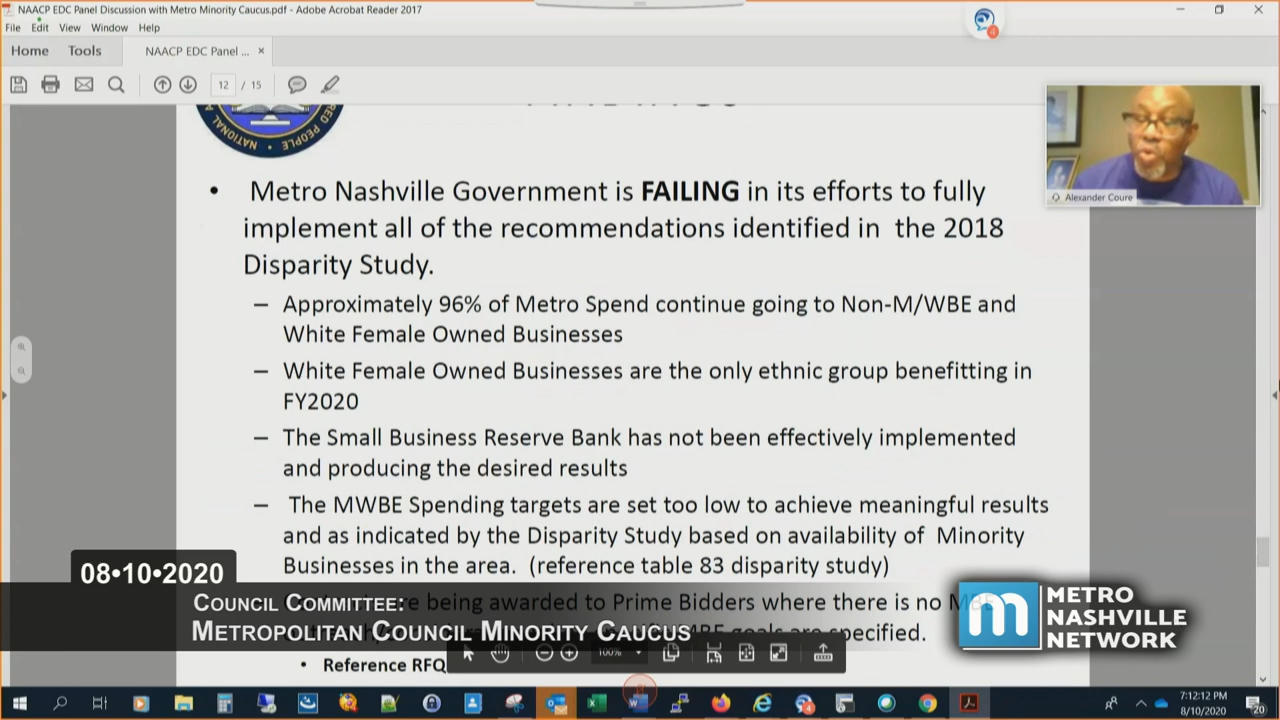 NAACP EDC Panel Discussion with Metro Minority Caucus.pdf - Adobe Acrobat Reader 2017
File Edit View Window Help
Home Tools NAACP EDC Panel ... ×
12 / 15
4
NATIONAL • RED PEOPLE
Alexander Coure
• Metro Nashville Government is FAILING in its efforts to fully
implement all of the recommendations identified in the 2018
Disparity Study.
– Approximately 96% of Metro Spend continue going to Non-M/WBE and
White Female Owned Businesses
– White Female Owned Businesses are the only ethnic group benefitting in
FY2020
– The Small Business Reserve Bank has not been effectively implemented
and producing the desired results
– The MWBE Spending targets are set too low to achieve meaningful results
and as indicated by the Disparity Study based on availability of Minority
Businesses in the area. (reference table 83 disparity study)
being awarded to Prime Bidders where there is no
goals are specified.
• Reference RFQ
08•10•2020
Council Committee:
Metropolitan Council Minority Caucus
m METRO
NASHVILLE
NETWORK
100%
7:12:12 PM
8/10/2020
20